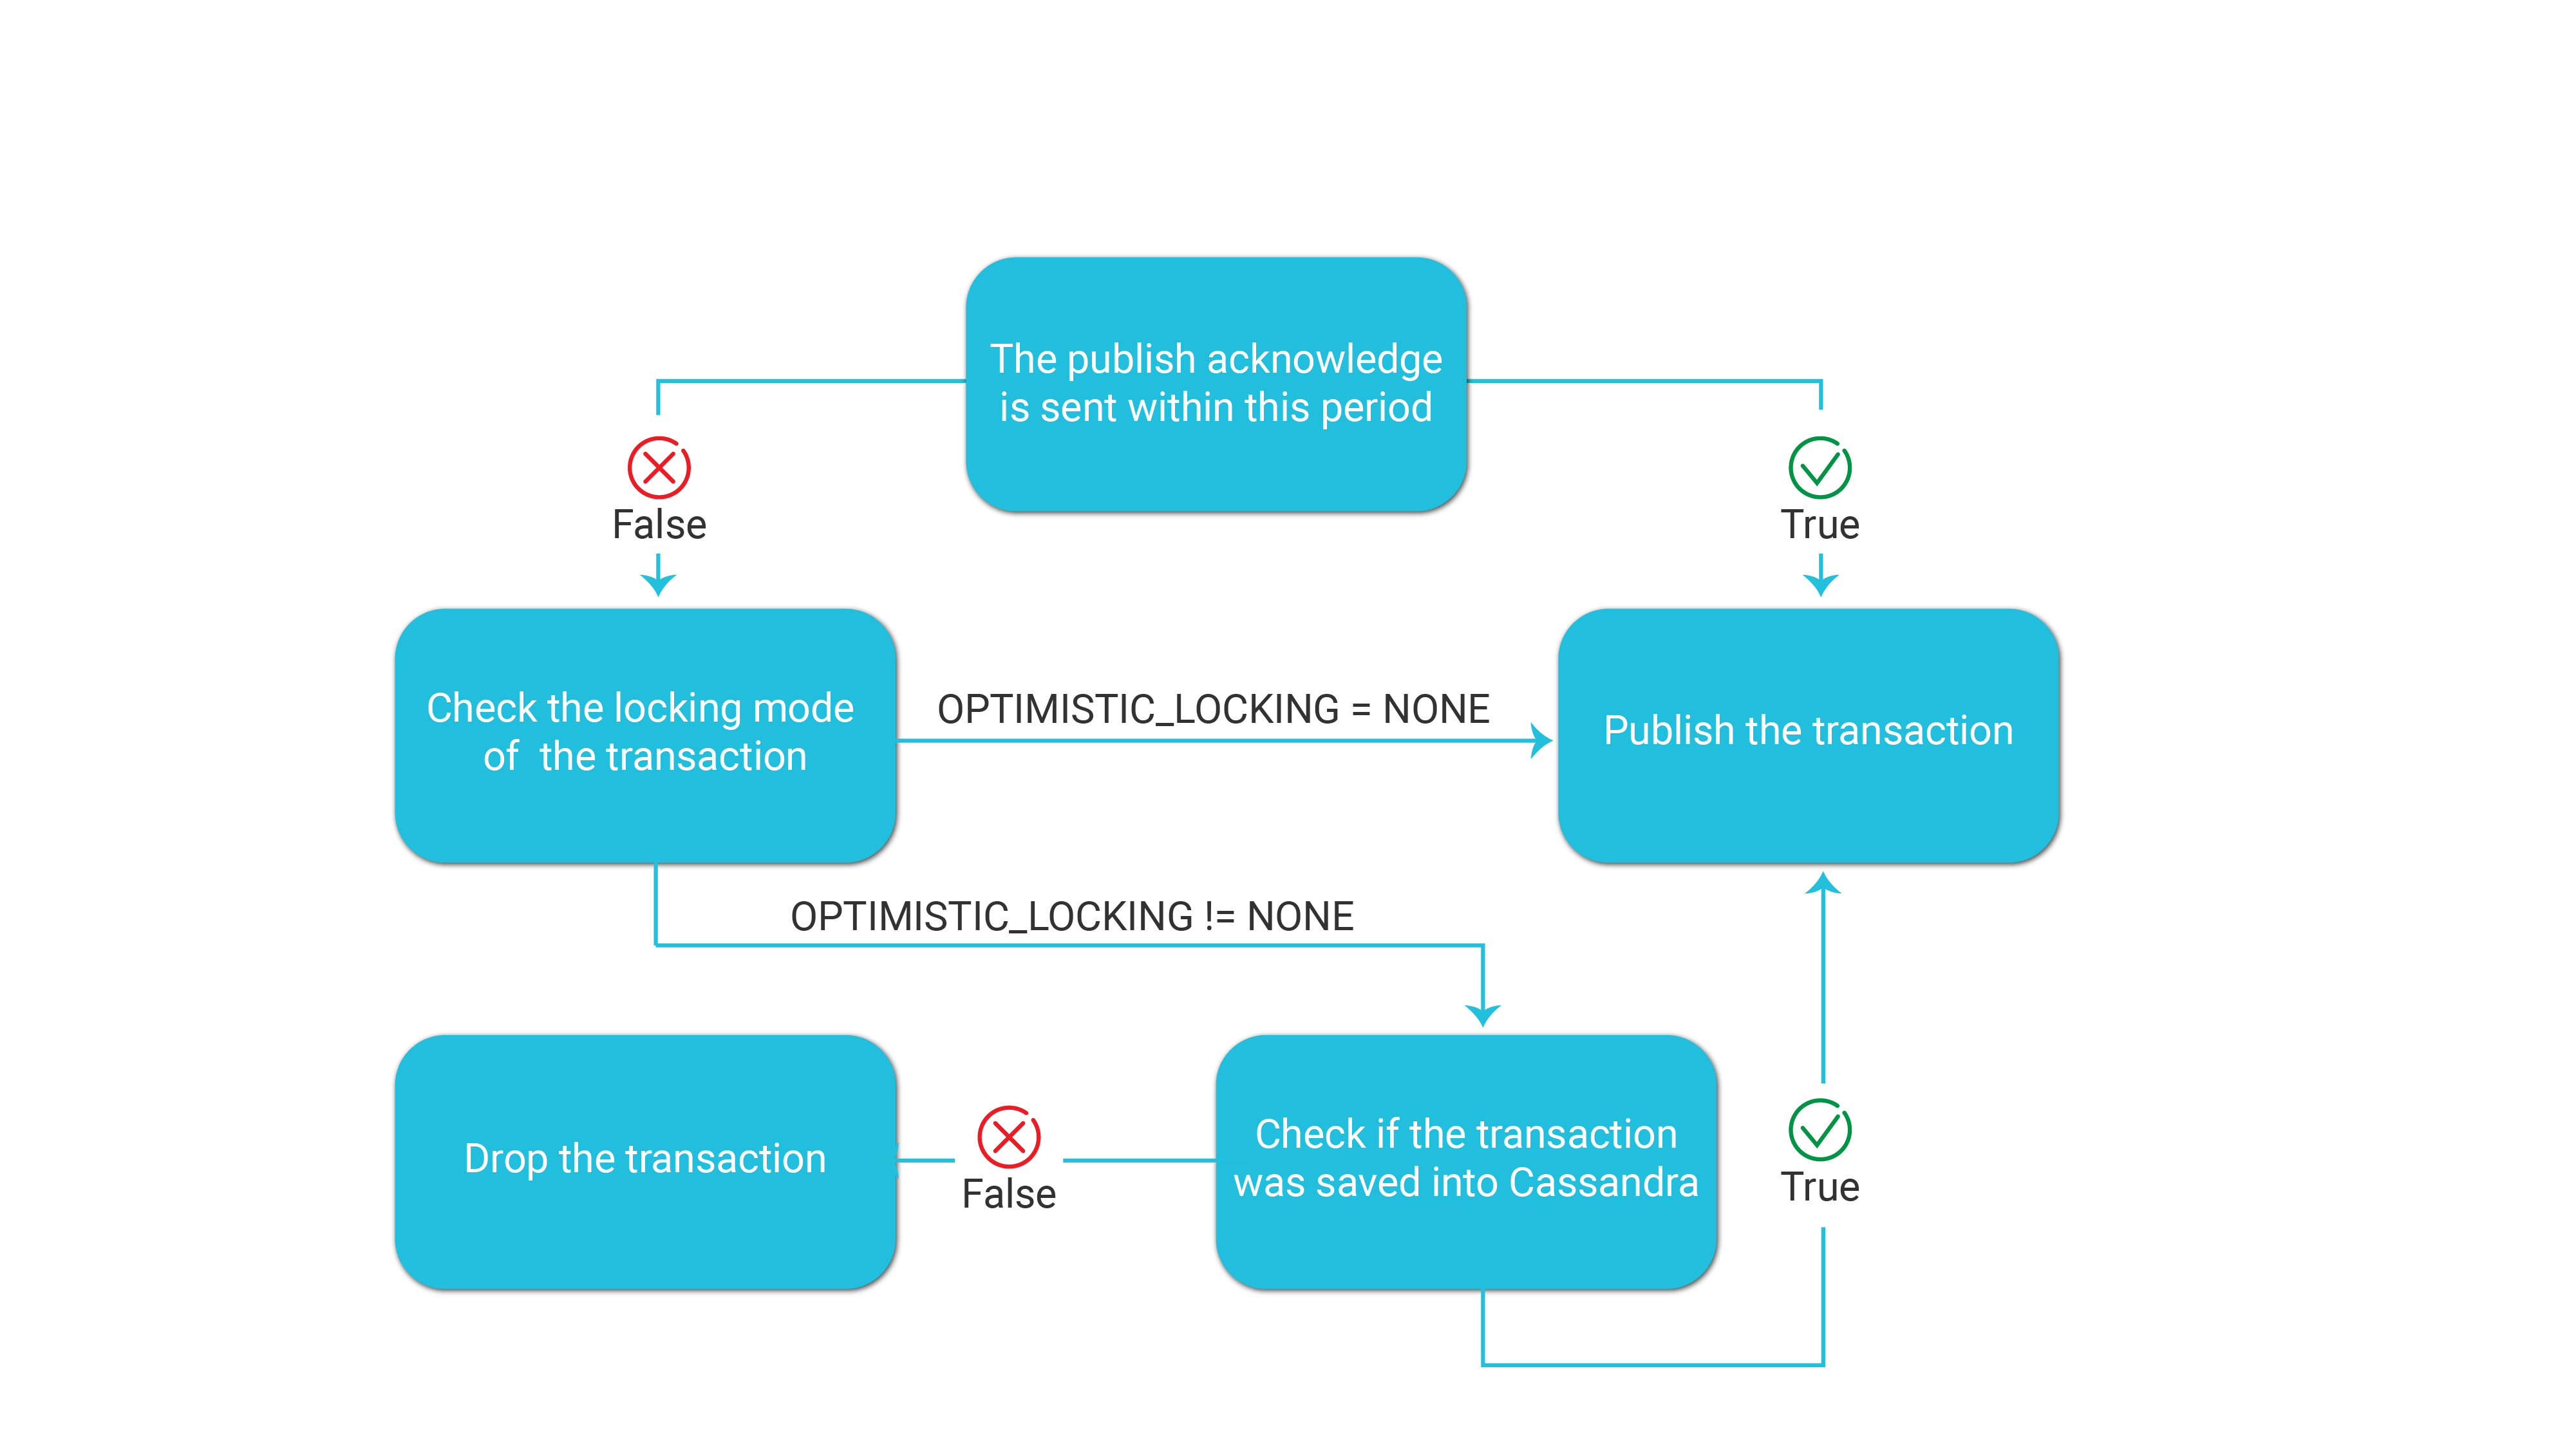 The publish acknowledge
is sent within this period
False
True
Check the locking mode
of  the transaction
OPTIMISTIC_LOCKING = NONE
Publish the transaction
OPTIMISTIC_LOCKING != NONE
Drop the transaction
False
Check if the transaction
was saved into Cassandra
True